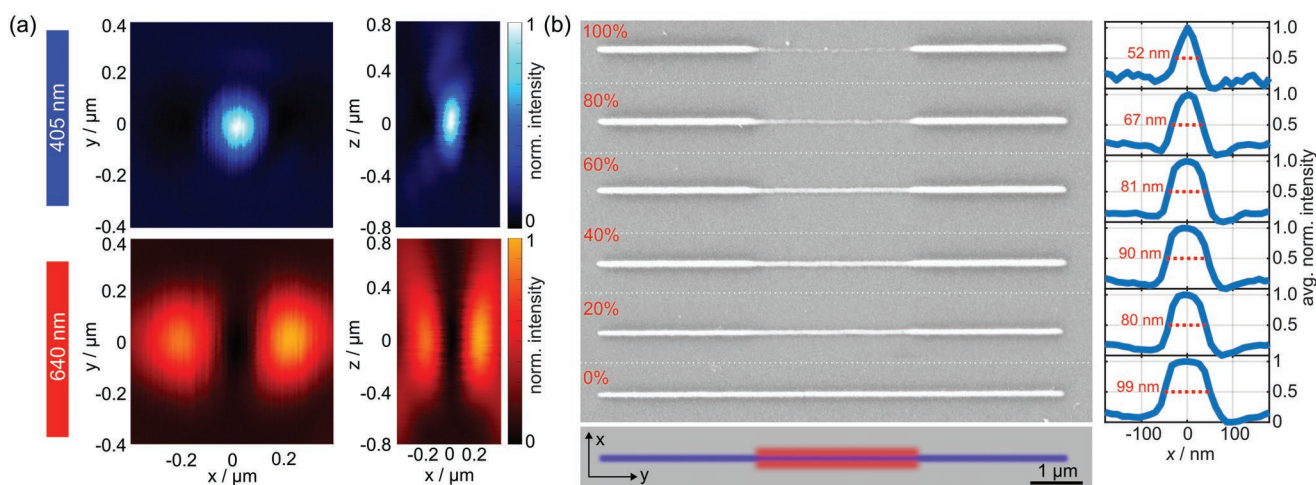 (a)
405 nm
y / µm
0.4
0.2
0
-0.2
-0.4
z / µm
0.8
0.4
0
-0.4
-0.8
1
norm. intensity
0
640 nm
y / µm
0.4
0.2
0
-0.2
-0.4
-0.2 0 0.2
x / µm
z / µm
0.8
0.4
0
-0.4
-0.8
-0.2 0 0.2
x / µm
1
norm. intensity
0
(b)
100%
80%
60%
40%
20%
0%
x
y
1 µm
52 nm
1.0
0.5
67 nm
1.0
0.5
81 nm
1.0
0.5
90 nm
1.0
0.5
80 nm
1.0
0.5
99 nm
1
0.5
0
avg. norm. intensity
-100 0 100
x / nm